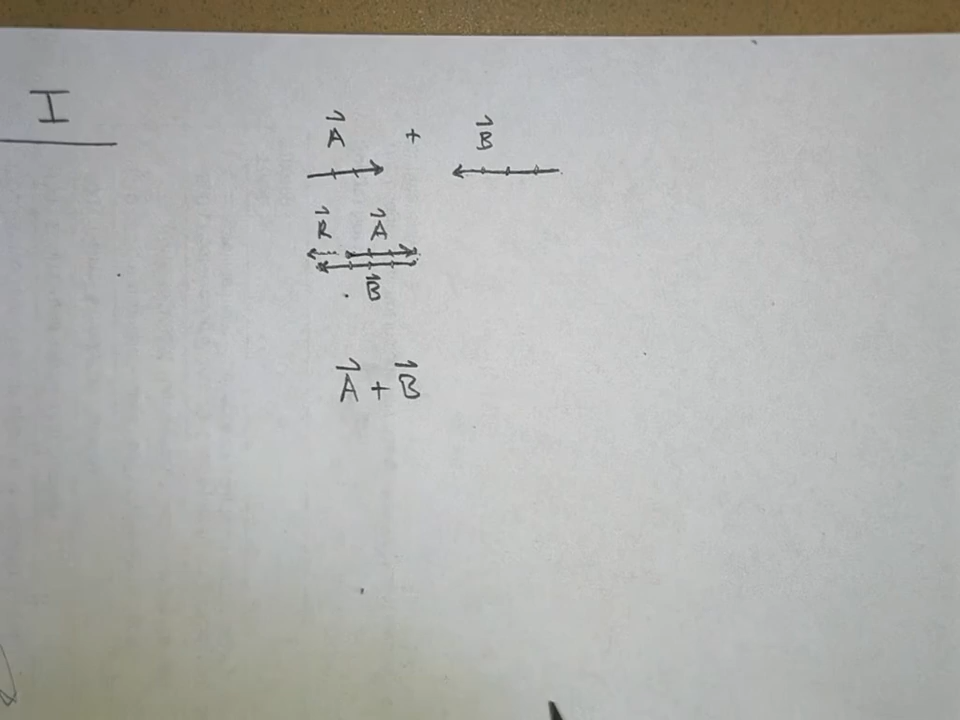 I
A⃗ + B⃗
R⃗ A⃗
B⃗
A⃗ + B⃗